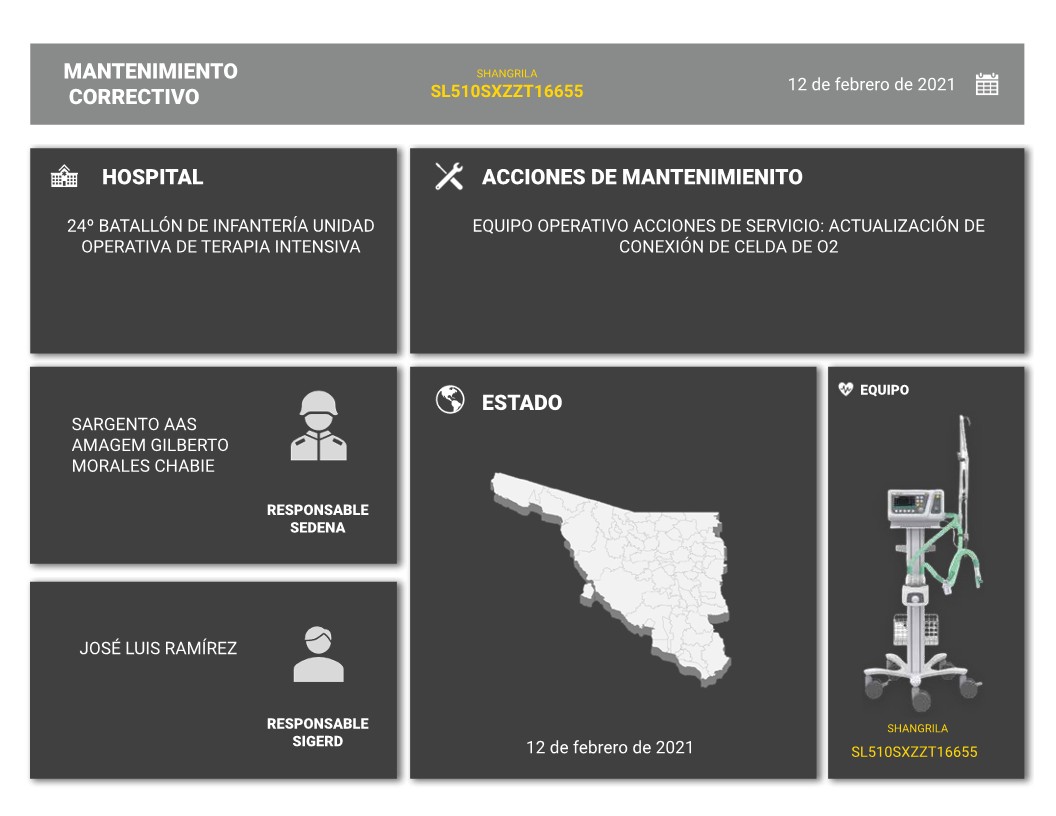 MANTENIMIENTO
CORRECTIVO
SHANGRILA
SL510SXZZT16655
12 de febrero de 2021
HOSPITAL
24º BATALLÓN DE INFANTERÍA UNIDAD
OPERATIVA DE TERAPIA INTENSIVA
ACCIONES DE MANTENIMIENITO
EQUIPO OPERATIVO ACCIONES DE SERVICIO: ACTUALIZACIÓN DE
CONEXIÓN DE CELDA DE O2
SARGENTO AAS
AMAGEM GILBERTO
MORALES CHABIE
RESPONSABLE
SEDENA
JOSÉ LUIS RAMÍREZ
RESPONSABLE
SIGERD
ESTADO
12 de febrero de 2021
EQUIPO
SHANGRILA
SL510SXZZT16655